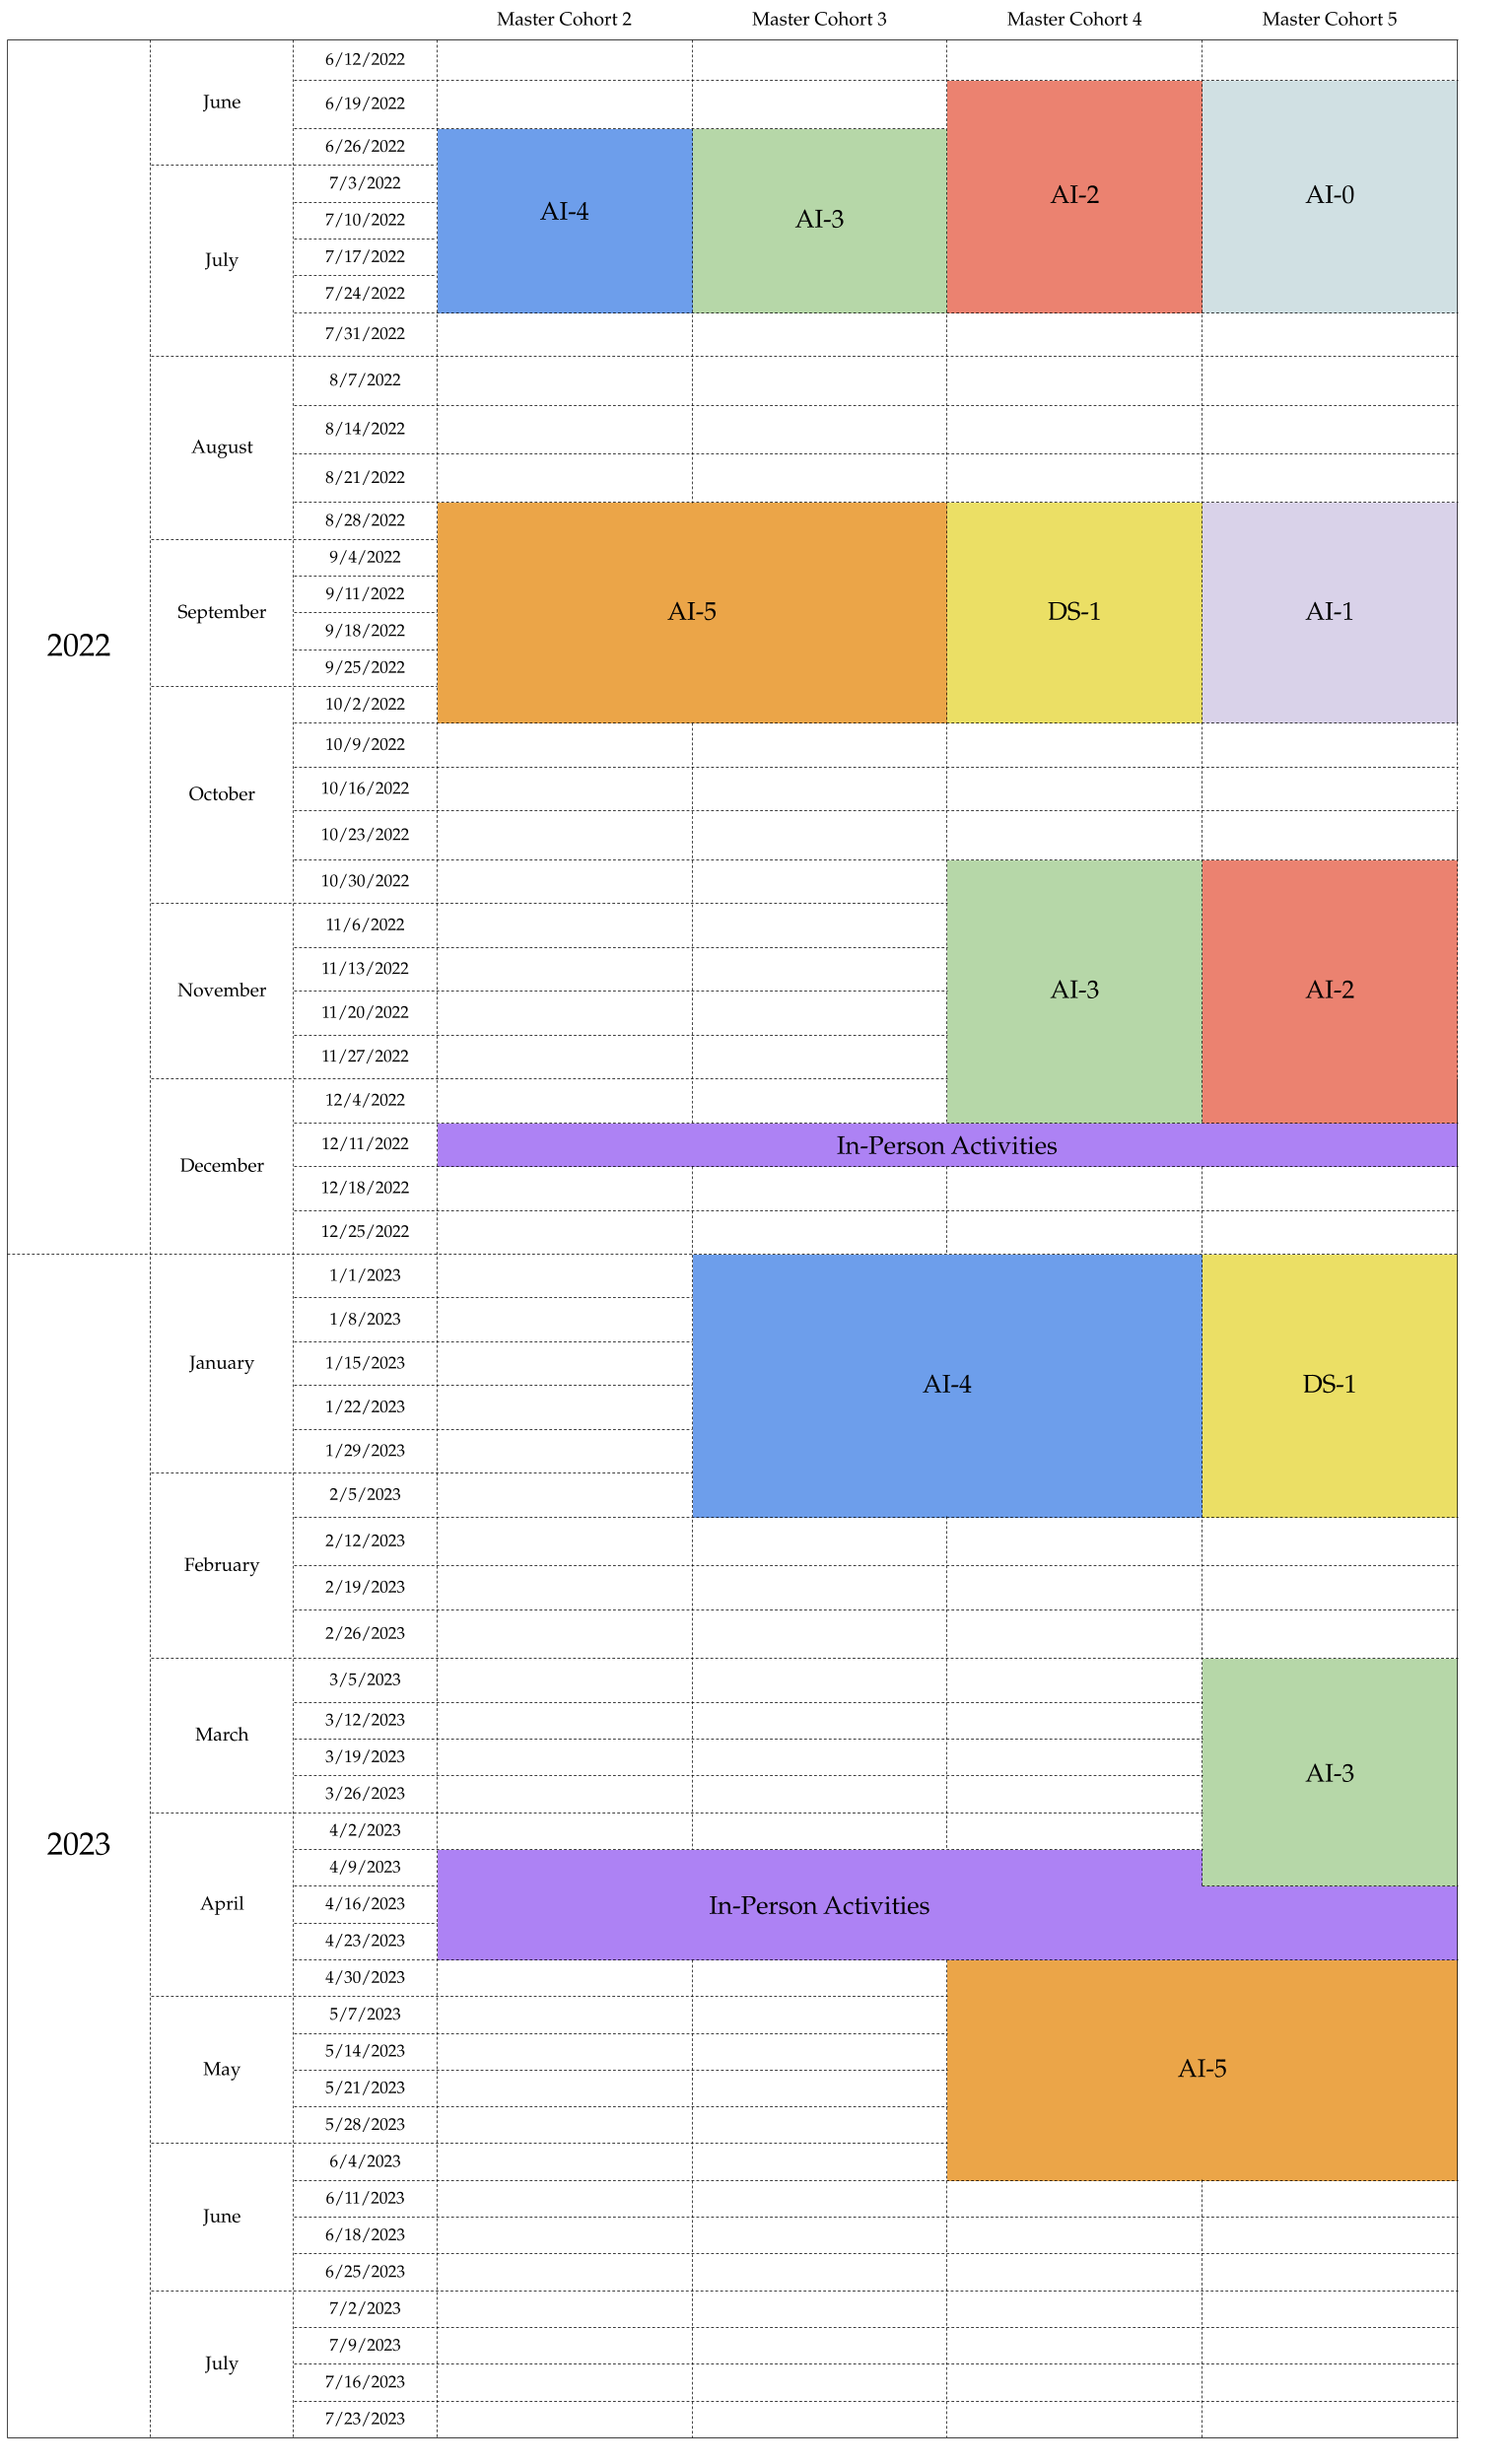 Master Cohort 2 Master Cohort 3 Master Cohort 4 Master Cohort 5
6/12/2022
June 6/19/2022
6/26/2022
7/3/2022
AI-2 AI-0
AI-4
7/10/2022 AI-3
7/17/2022
July
7/24/2022
7/31/2022
8/7/2022
8/14/2022
August
8/21/2022
8/28/2022
9/4/2022
9/11/2022
September AI-5 DS-1 AI-1
9/18/2022
2022
9/25/2022
10/2/2022
10/9/2022
10/16/2022
October
10/23/2022
10/30/2022
11/6/2022
11/13/2022
November AI-3 AI-2
11/20/2022
11/27/2022
12/4/2022
12/11/2022 In-Person Activities
December
12/18/2022
12/25/2022
1/1/2023
1/8/2023
January 1/15/2023
AI-4 DS-1
1/22/2023
1/29/2023
2/5/2023
2/12/2023
February
2/19/2023
2/26/2023
3/5/2023
3/12/2023
March
3/19/2023
AI-3
3/26/2023
4/2/2023
2023
4/9/2023
April 4/16/2023 In-Person Activities
4/23/2023
4/30/2023
5/7/2023
5/14/2023
May AI-5
5/21/2023
5/28/2023
6/4/2023
6/11/2023
June
6/18/2023
6/25/2023
7/2/2023
7/9/2023
July
7/16/2023
7/23/2023